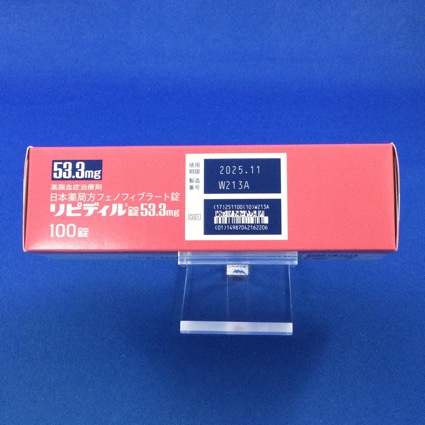 53.3mg
高脂血症治療剤
日本薬局方フェノフィブラート錠
リピディル錠53.3mg
100錠
使用
期限
2025.11
製造
番号
W213A
(17)251100(10)W213A
(01)14987042162206